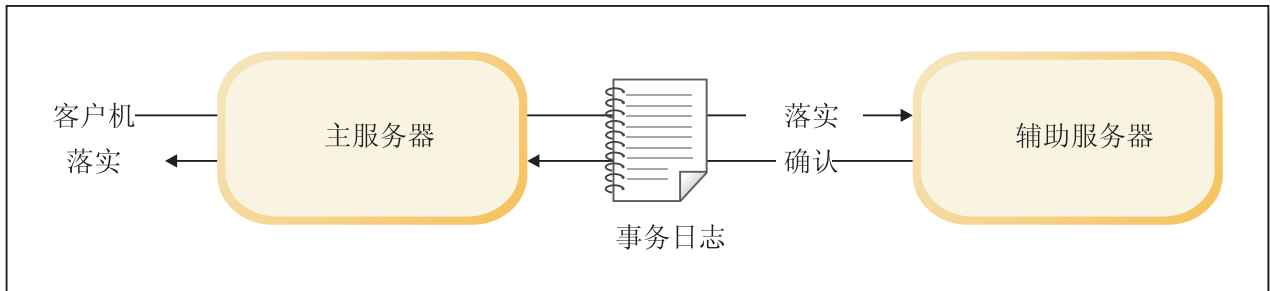 客户机
落实
主服务器
落实
确认
事务日志
辅助服务器